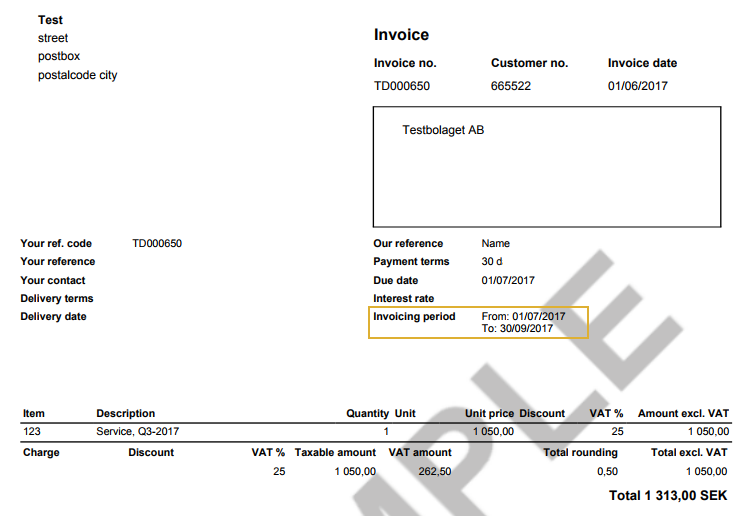 Test
street
postbox
postalcode city
Invoice
Invoice no. Customer no. Invoice date
TD000650 665522 01/06/2017
Testbolaget AB
Your ref. code TD000650
Your reference
Your contact
Delivery terms
Delivery date
Our reference Name
Payment terms 30 d
Due date 01/07/2017
Interest rate
Invoicing period From: 01/07/2017
To: 30/09/2017
Item Description Quantity Unit Unit price Discount VAT % Amount excl. VAT
123 Service, Q3-2017 1 1 050,00 25 1 050,00
Charge Discount VAT % Taxable amount VAT amount Total rounding Total excl. VAT
25 1 050,00 262,50 0,50 1 050,00
Total 1 313,00 SEK
MPLE